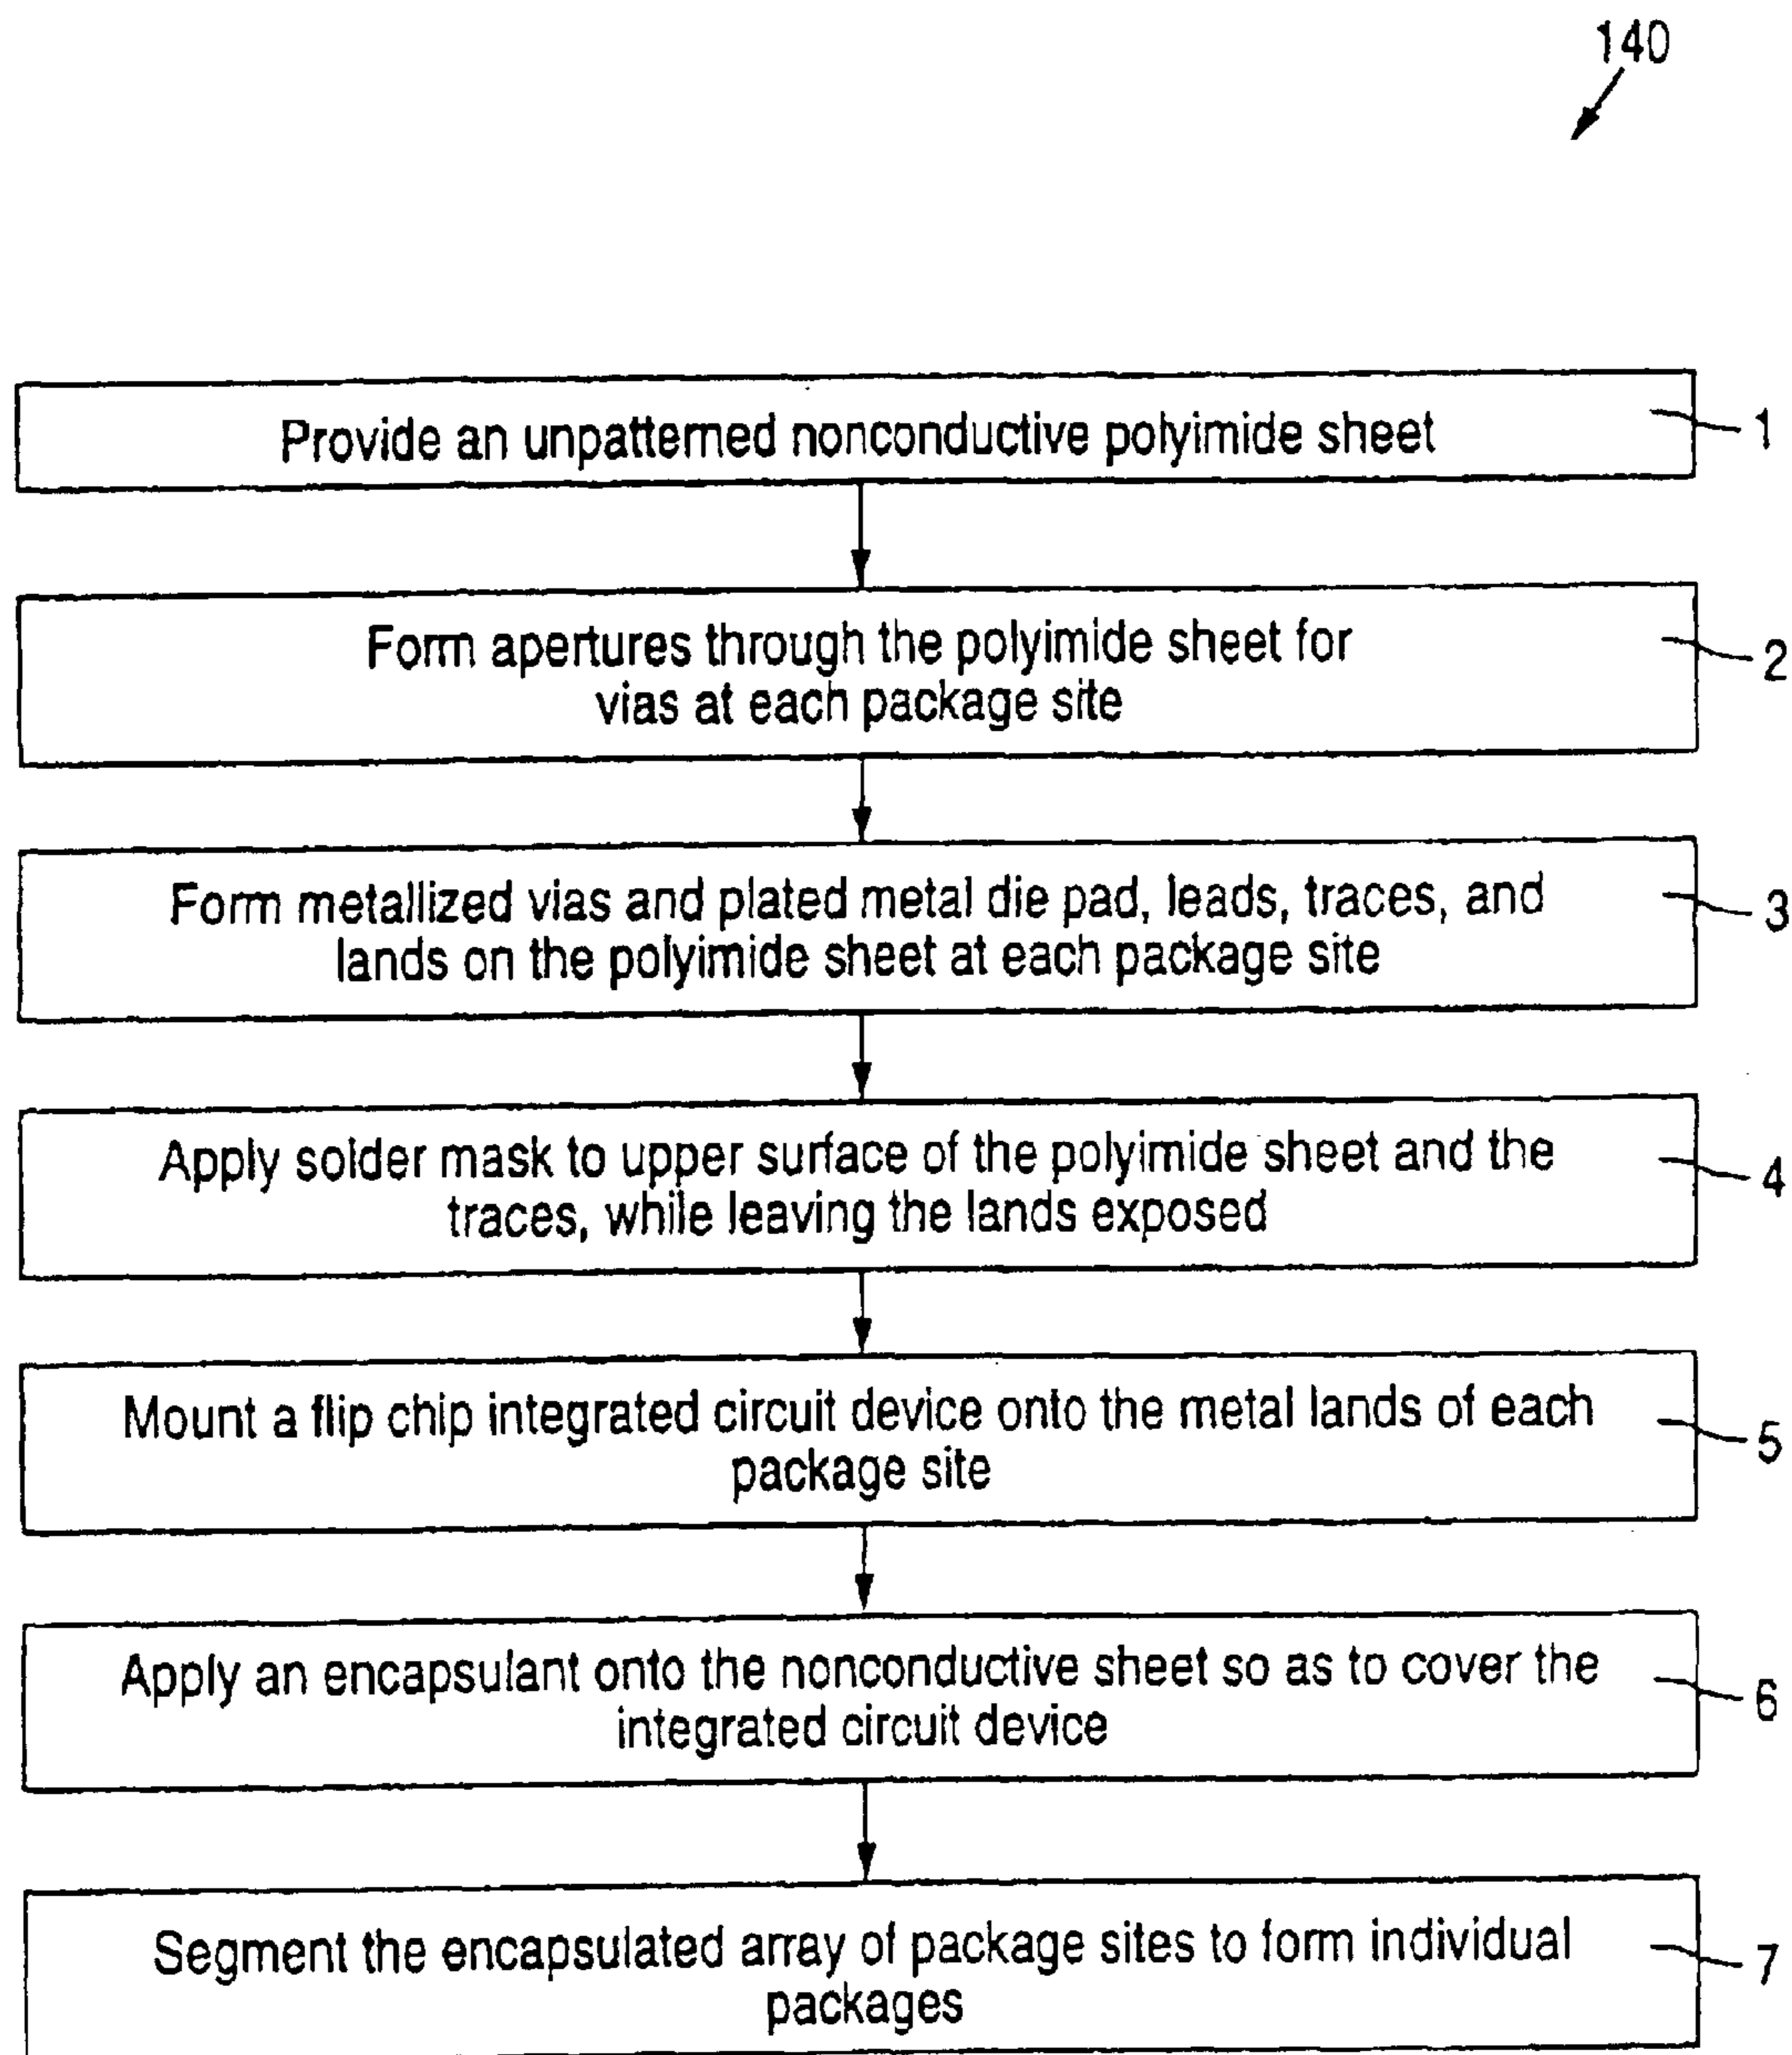 140
Provide an unpatterned nonconductive polyimide sheet
1
Form apertures through the polyimide sheet for
vias at each package site
2
Form metallized vias and plated metal die pad, leads, traces, and
lands on the polyimide sheet at each package site
3
Apply solder mask to upper surface of the polyimide sheet and the
traces, while leaving the lands exposed
4
Mount a flip chip integrated circuit device onto the metal lands of each
package site
5
Apply an encapsulant onto the nonconductive sheet so as to cover the
integrated circuit device
6
Segment the encapsulated array of package sites to form individual
packages
7